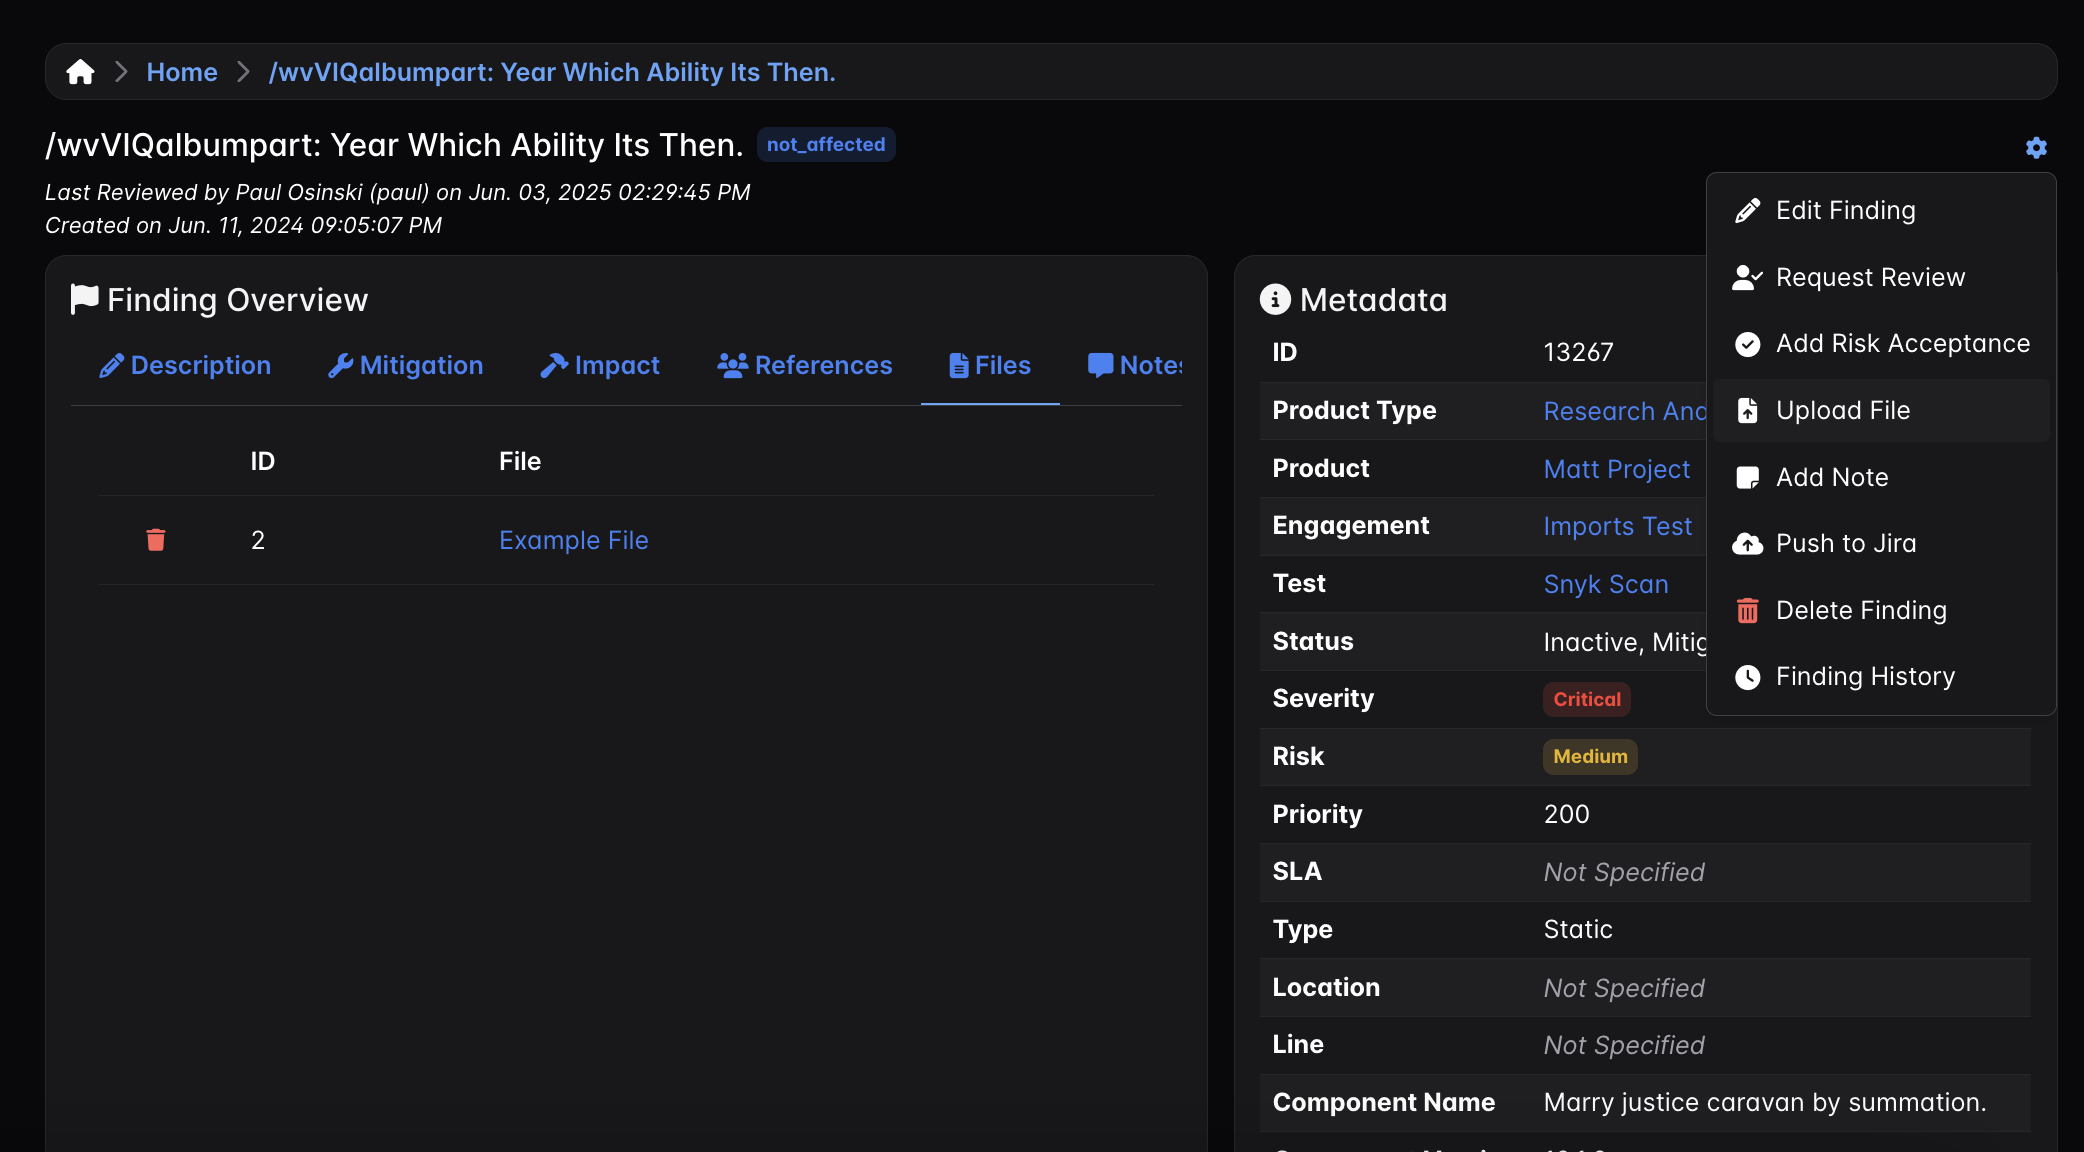 Home
/wvVIQalbumpart: Year Which Ability Its Then.
/wvVIQalbumpart: Year Which Ability Its Then. not_affected
Last Reviewed by Paul Osinski (paul) on Jun. 03, 2025 02:29:45 PM
Created on Jun. 11, 2024 09:05:07 PM
Finding Overview
Description Mitigation Impact References Files Notes
ID File
2 Example File
Metadata
ID 13267
Product Type Research And
Product Matt Project
Engagement Imports Test
Test Snyk Scan
Status Inactive, Mitig
Severity Critical
Risk Medium
Priority 200
SLA Not Specified
Type Static
Location Not Specified
Line Not Specified
Component Name Marry justice caravan by summation.
Edit Finding
Request Review
Add Risk Acceptance
Upload File
Add Note
Push to Jira
Delete Finding
Finding History